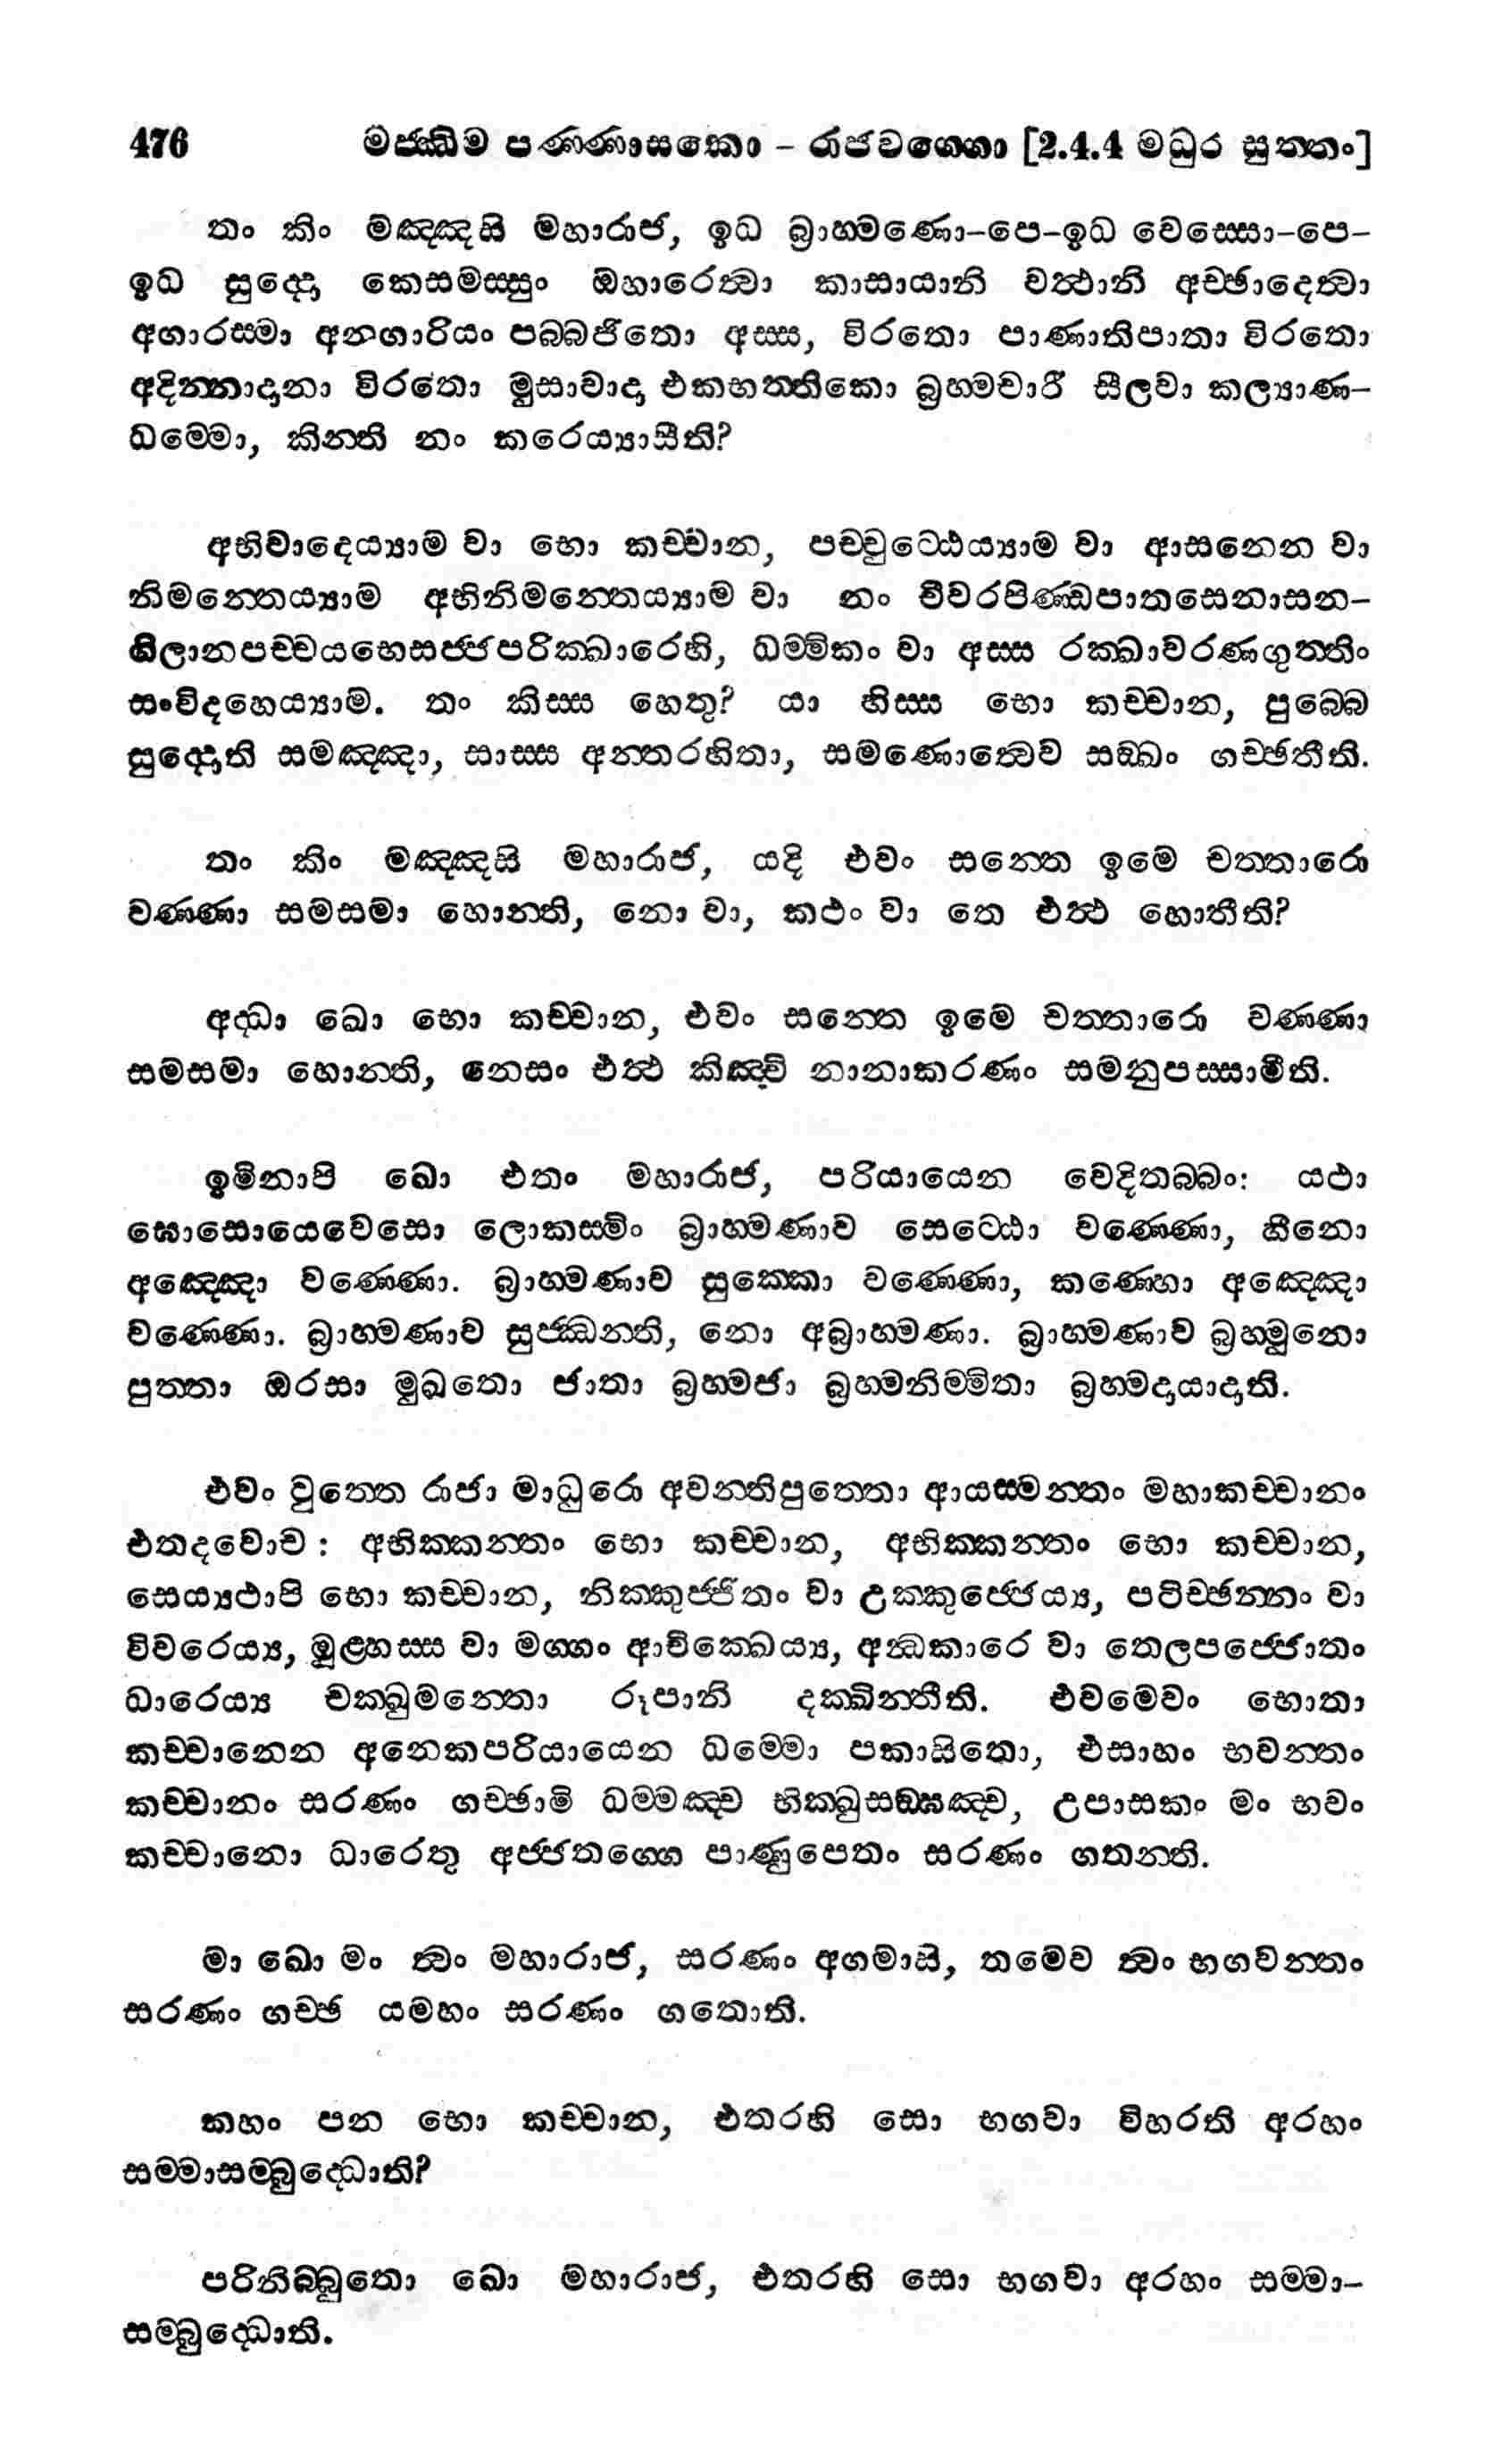 476 මජ්ඣිම පණ්ණාසකො - රාජවග්ගො [2.4.4 මධුර සුත්තං]
තං කිං මඤ්ඤසි මහාරාජ, ඉධ බ්‍රාහ්මණො-පෙ-ඉධ වෙස්සො-පෙ-
ඉධ සුද්දො කෙසමස්සුං ඔහාරෙත්‍වා කාසායානි වත්‍ථානි අච්ඡාදෙත්‍වා
අගාරස්මා අනගාරියං පබ්බජිතො අස්ස, විරතො පාණාතිපාතා විරතො
අදින්නාදානා විරතො මුසාවාදා එකභත්තිකො බ්‍රහ්මචාරී සීලවා කල්‍යාණ-
ධම්මො, කින්ති නං කරෙය්‍යාසීති?
අභිවාදෙය්‍යාම වා භො කච්චාන, පච්චුට්ඨෙය්‍යාම වා ආසනෙන වා
නිමන්තෙය්‍යාම අභිනිමන්තෙය්‍යාම වා නං චීවරපිණ්ඩපාතසෙනාසන-
ගිලානපච්චයභෙසජ්ජපරික්ඛාරෙහි, ධම්මිකං වා අස්ස රක්ඛාවරණගුත්තිං
සංවිදහෙය්‍යාම. තං කිස්ස හෙතු? යා හිස්ස භො කච්චාන, පුබ්බෙ
සුද්දොති සමඤ්ඤා, සාස්ස අන්තරහිතා, සමණොත්‍වෙව සඞ්ඛං ගච්ඡතීති.
තං කිං මඤ්ඤසි මහාරාජ, යදි එවං සන්තෙ ඉමෙ චත්තාරො
වණ්ණා සමසමා හොන්ති, නො වා, කථං වා තෙ එත්‍ථ හොතීති?
අද්ධා ඛො භො කච්චාන, එවං සන්තෙ ඉමෙ චත්තාරො වණ්ණා
සමසමා හොන්ති, නෙසං එත්‍ථ කිඤ්චි නානාකරණං සමනුපස්සාමීති.
ඉමිනාපි ඛො එතං මහාරාජ, පරියායෙන වෙදිතබ්බං: යථා
ඝොසොයෙවෙසො ලොකස්මිං බ්‍රාහ්මණාව සෙට්ඨො වණ්ණො, හීනො
අඤ්ඤො වණ්ණො. බ්‍රාහ්මණාව සුක්කො වණ්ණො, කණ්හො අඤ්ඤො
වණ්ණො. බ්‍රාහ්මණාව සුජ්ඣන්ති, නො අබ්‍රාහ්මණා. බ්‍රාහ්මණාව බ්‍රහ්මුනො
පුත්තා ඔරසා මුඛතො ජාතා බ්‍රහ්මජා බ්‍රහ්මනිම්මිතා බ්‍රහ්මදායාදාති.
එවං වුත්තෙ රාජා මාධුරො අවන්තිපුත්තො ආයස්මන්තං මහාකච්චානං
එතදවොච : අභික්කන්තං භො කච්චාන, අභික්කන්තං භො කච්චාන,
සෙය්‍යථාපි භො කච්චාන, නික්කුජ්ජිතං වා උක්කුජ්ජෙය්‍ය, පටිච්ඡන්නං වා
විවරෙය්‍ය, මූළ්හස්ස වා මග්ගං ආචික්ඛෙය්‍ය, අන්‍ධකාරෙ වා තෙලපජ්ජොතං
ධාරෙය්‍ය චක්ඛුමන්තො රූපානි දක්ඛින්තීති. එවමෙවං භොතා
කච්චානෙන අනෙකපරියායෙන ධම්මො පකාසිතො, එසාහං භවන්තං
කච්චානං සරණං ගච්ඡාමි ධම්මඤ්ච භික්ඛුසඞ්ඝඤ්ච, උපාසකං මං භවං
කච්චානො ධාරෙතු අජ්ජතග්ගෙ පාණුපෙතං සරණං ගතන්ති.
මා ඛො මං ත්‍වං මහාරාජ, සරණං අගමාසි, තමෙව ත්‍වං භගවන්තං
සරණං ගච්ඡ යමහං සරණං ගතොති.
කහං පන භො කච්චාන, එතරහි සො භගවා විහරති අරහං
සම්මාසම්බුද්ධොති?
පරිනිබ්බුතො ඛො මහාරාජ, එතරහි සො භගවා අරහං සම්මා-
සම්බුද්ධොති.